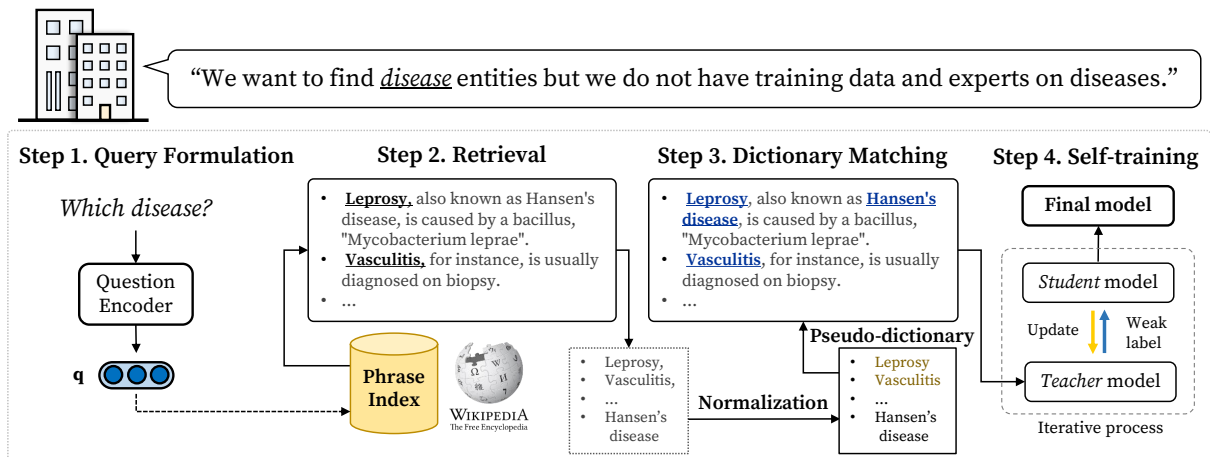 “We want to find disease entities but we do not have training data and experts on diseases.”
Step 1. Query Formulation
Which disease?
Question
Encoder
q
Step 2. Retrieval
• Leprosy, also known as Hansen's
disease, is caused by a bacillus,
"Mycobacterium leprae".
• Vasculitis, for instance, is usually
diagnosed on biopsy.
• ...
Phrase
Index
WIKIPEDIA
The Free Encyclopedia
• Leprosy,
• Vasculitis,
• ...
• Hansen’s
disease
Normalization
Step 3. Dictionary Matching
• Leprosy, also known as Hansen's
disease, is caused by a bacillus,
"Mycobacterium leprae".
• Vasculitis, for instance, is usually
diagnosed on biopsy.
• ...
Pseudo-dictionary
• Leprosy
• Vasculitis
• ...
• Hansen’s
disease
Step 4. Self-training
Final model
Student model
Update
Weak
label
Teacher model
Iterative process